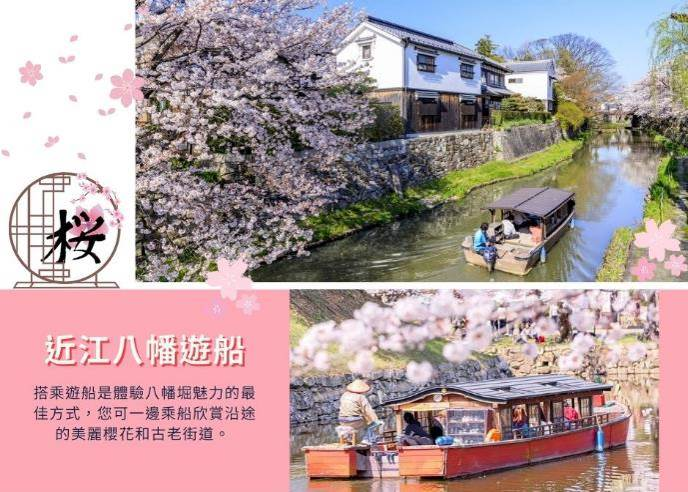 桜
近江八幡遊船
搭乘遊船是體驗八幡堀魅力的最
佳方式，您可一邊乘船欣賞沿途
的美麗櫻花和古老街道。